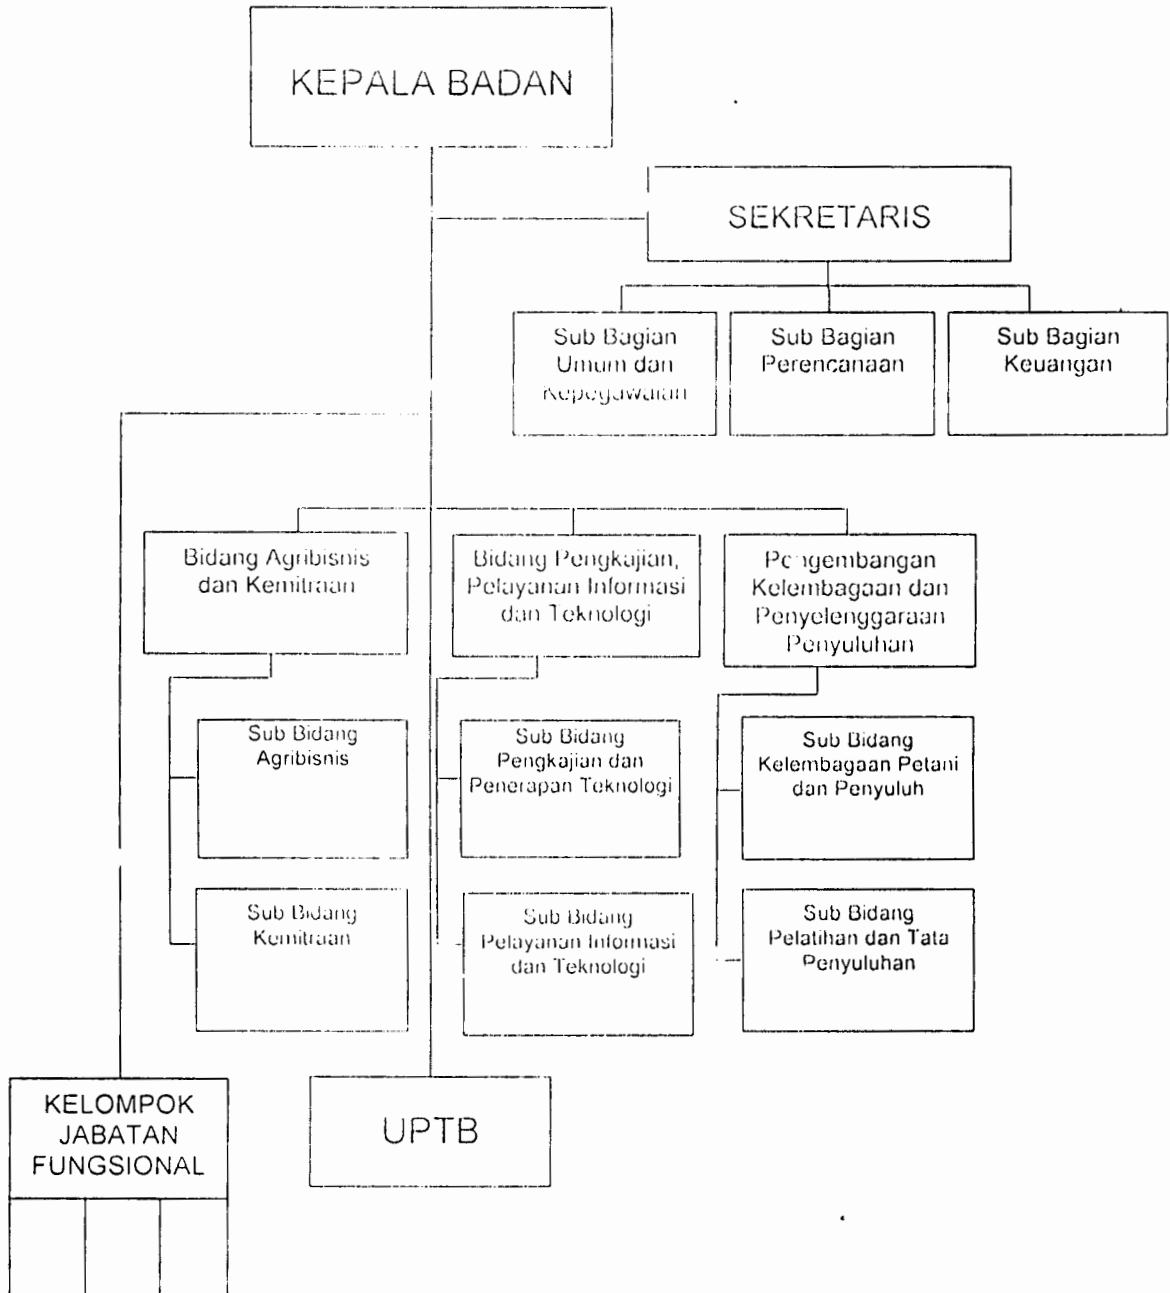 KEPALA BADAN
SEKRETARIS
Sub Bagian
Umum dan
Kepegawaian
Sub Bagian
Perencanaan
Sub Bagian
Keuangan
Bidang Agribisnis
dan Kemitraan
Bidang Pengkajian,
Pelayanan Informasi
dan Teknologi
Pengembangan
Kelembagaan dan
Penyelenggaraan
Penyuluhan
Sub Bidang
Agribisnis
Sub Bidang
Pengkajian dan
Penerapan Teknologi
Sub Bidang
Kelembagaan Petani
dan Penyuluh
Sub Bidang
Kemitraan
Sub Bidang
Pelayanan Informasi
dan Teknologi
Sub Bidang
Pelatihan dan Tata
Penyuluhan
KELOMPOK
JABATAN
FUNGSIONAL
UPTB